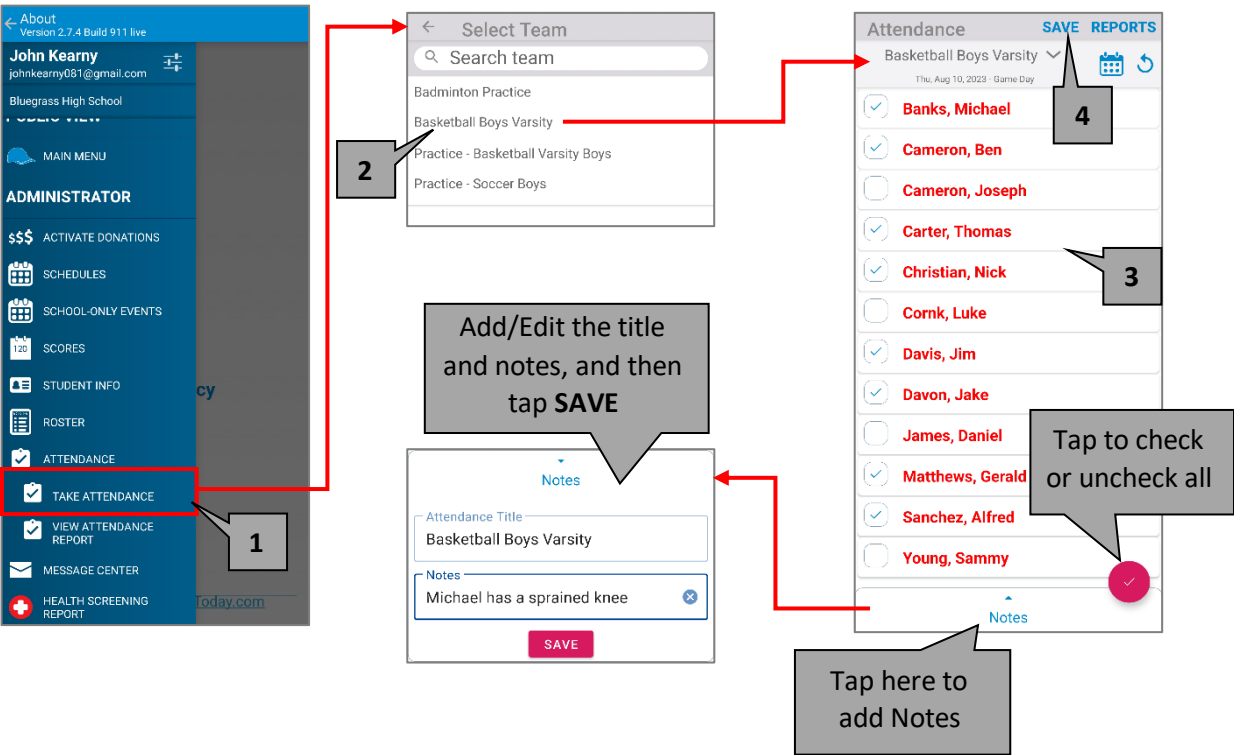 About
Version 2.7.4 Build 911 live
John Kearny
johnkearny081@gmail.com
Bluegrass High School
PUBLIC VIEW
MAIN MENU
ADMINISTRATOR
$$$ ACTIVATE DONATIONS
SCHEDULES
SCHOOL-ONLY EVENTS
120 SCORES
STUDENT INFO
cy
ROSTER
ATTENDANCE
TAKE ATTENDANCE
VIEW ATTENDANCE
REPORT
1
MESSAGE CENTER
HEALTH SCREENING
REPORT
Today.com
Select Team
Search team
Badminton Practice
Basketball Boys Varsity
Practice - Basketball Varsity Boys
Practice - Soccer Boys
2
Add/Edit the title
and notes, and then
tap SAVE
Notes
Attendance Title
Basketball Boys Varsity
Notes
Michael has a sprained knee
SAVE
Attendance SAVE REPORTS
Basketball Boys Varsity
Thu, Aug 10, 2023 - Game Day
4
Banks, Michael
Cameron, Ben
Cameron, Joseph
Carter, Thomas
Christian, Nick
3
Cornk, Luke
Davis, Jim
Davon, Jake
James, Daniel
Matthews, Gerald
Sanchez, Alfred
Young, Sammy
Tap to check
or uncheck all
Notes
Tap here to
add Notes